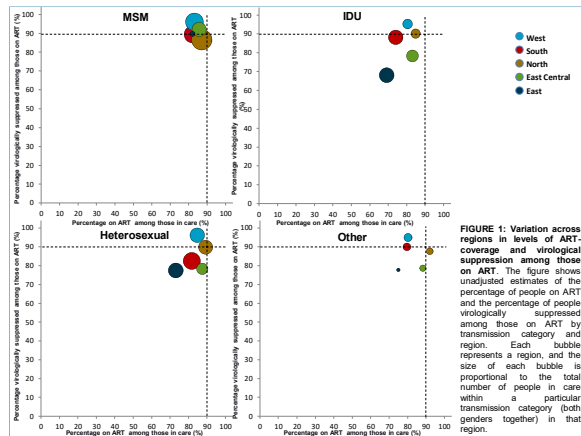 MSM
Percentage virologically suppressed among those on ART (%)
100
90
80
70
60
50
40
30
20
10
0
0 10 20 30 40 50 60 70 80 90 100
Percentage on ART among those in care (%)
IDU
Percentage virologically suppressed among those on ART (%)
100
90
80
70
60
50
40
30
20
10
0
0 10 20 30 40 50 60 70 80 90 100
Percentage on ART among those in care (%)
West
South
North
East Central
East
Heterosexual
Percentage virologically suppressed among those on ART (%)
100
90
80
70
60
50
40
30
20
10
0
0 10 20 30 40 50 60 70 80 90 100
Percentage on ART among those in care (%)
Other
Percentage virologically suppressed among those on ART (%)
100
90
80
70
60
50
40
30
20
10
0
0 10 20 30 40 50 60 70 80 90 100
Percentage on ART among those in care (%)
FIGURE 1: Variation across
regions in levels of ART-
coverage and virological
suppression among those
on ART. The figure shows
unadjusted estimates of the
percentage of people on ART
and the percentage of people
virologically suppressed
among those on ART by
transmission category and
region. Each bubble
represents a region, and the
size of each bubble is
proportional to the total
number of people in care
within a particular
transmission category (both
genders together) in that
region.